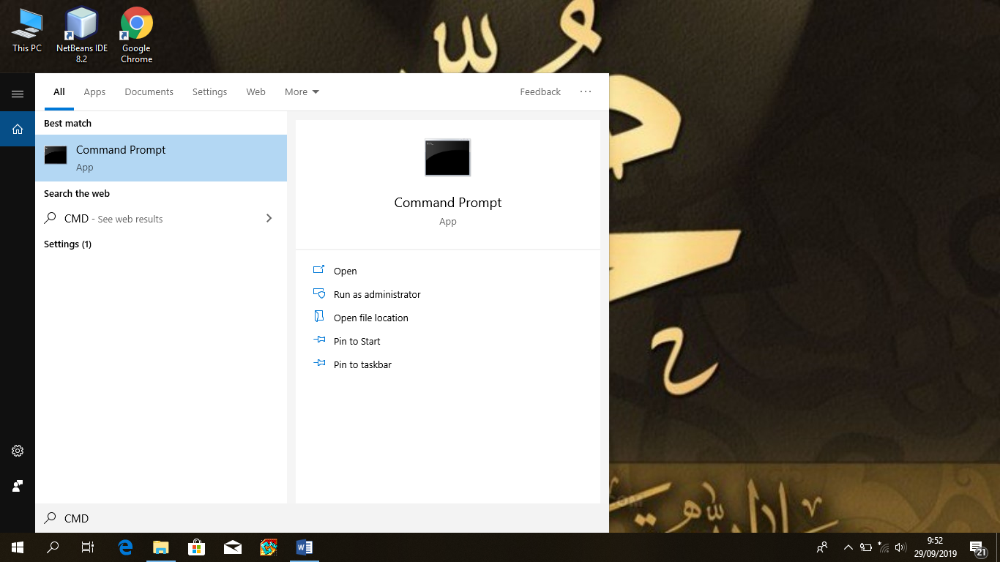 This PC
NetBeans IDE
8.2
Google
Chrome
All
Apps
Documents
Settings
Web
More
Feedback
Best match
Command Prompt
App
Search the web
CMD - See web results
Settings (1)
Command Prompt
App
Open
Run as administrator
Open file location
Pin to Start
Pin to taskbar
CMD
9:52
29/09/2019
21